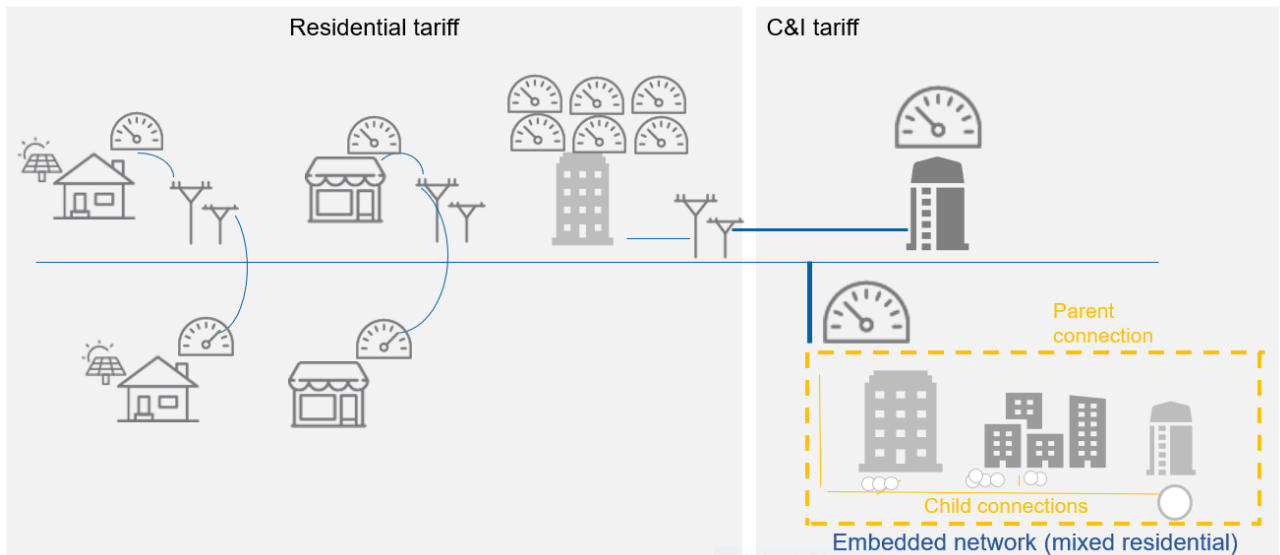 Residential tariff
C&I tariff
Parent
connection
Child connections
Embedded network (mixed residential)